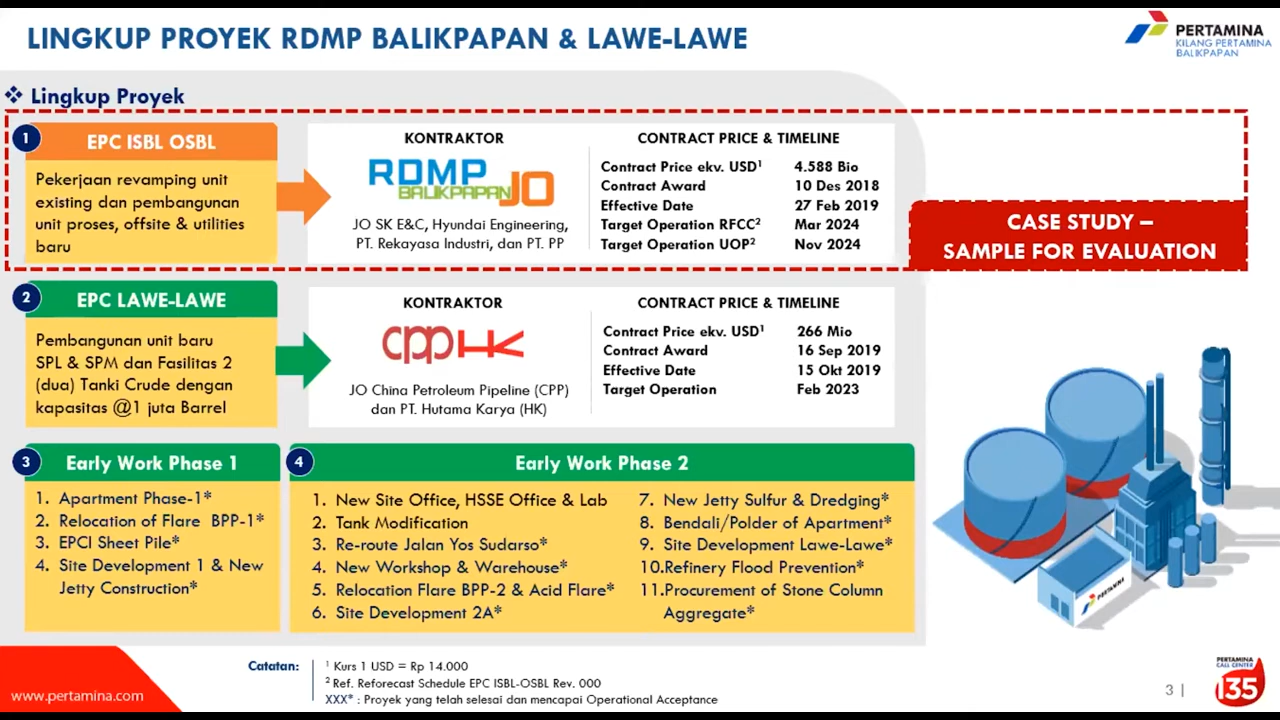 LINGKUP PROYEK RDMP BALIKPAPAN & LAWE-LAWE
PERTAMINA
KILANG PERTAMINA
BALIKPAPAN
❖ Lingkup Proyek
1
EPC ISBL OSBL
Pekerjaan revamping unit
existing dan pembangunan
unit proses, offsite & utilities
baru
KONTRAKTOR
RDMP
BALIKPAPAN JO
JO SK E&C, Hyundai Engineering,
PT. Rekayasa Industri, dan PT. PP
CONTRACT PRICE & TIMELINE
Contract Price ekv. USD¹ 4.588 Bio
Contract Award 10 Des 2018
Effective Date 27 Feb 2019
Target Operation RFCC² Mar 2024
Target Operation UOP² Nov 2024
CASE STUDY –
SAMPLE FOR EVALUATION
2
EPC LAWE-LAWE
Pembangunan unit baru
SPL & SPM dan Fasilitas 2
(dua) Tanki Crude dengan
kapasitas @1 juta Barrel
KONTRAKTOR
CPP HK
JO China Petroleum Pipeline (CPP)
dan PT. Hutama Karya (HK)
CONTRACT PRICE & TIMELINE
Contract Price ekv. USD¹ 266 Mio
Contract Award 16 Sep 2019
Effective Date 15 Okt 2019
Target Operation Feb 2023
3
Early Work Phase 1
1. Apartment Phase-1*
2. Relocation of Flare BPP-1*
3. EPCI Sheet Pile*
4. Site Development 1 & New
Jetty Construction*
4
Early Work Phase 2
1. New Site Office, HSSE Office & Lab
2. Tank Modification
3. Re-route Jalan Yos Sudarso*
4. New Workshop & Warehouse*
5. Relocation Flare BPP-2 & Acid Flare*
6. Site Development 2A*
7. New Jetty Sulfur & Dredging*
8. Bendali/Polder of Apartment*
9. Site Development Lawe-Lawe*
10.Refinery Flood Prevention*
11.Procurement of Stone Column
Aggregate*
PERTAMINA
www.pertamina.com
Catatan:
¹ Kurs 1 USD = Rp 14.000
² Ref. Reforecast Schedule EPC ISBL-OSBL Rev. 000
XXX* : Proyek yang telah selesai dan mencapai Operational Acceptance
3 |
PERTAMINA
CALL CENTER
135